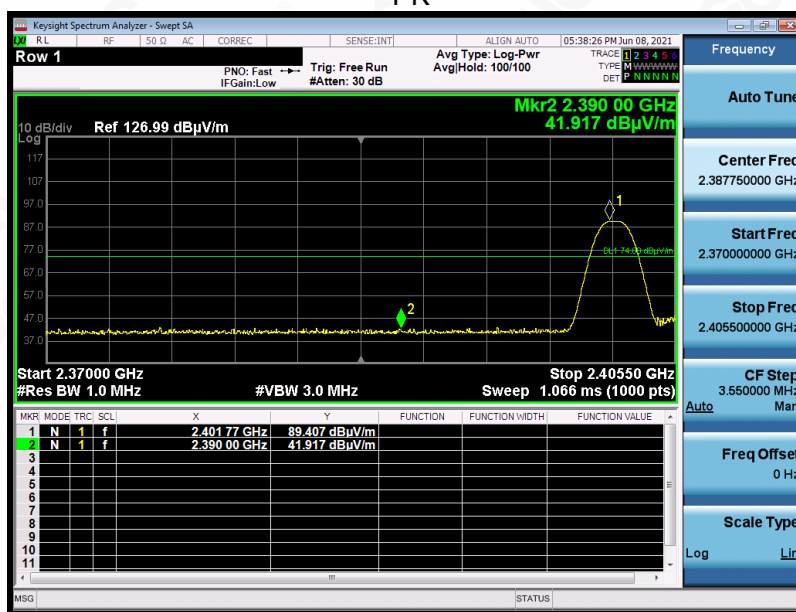 PK
Keysight Spectrum Analyzer - Swept SA
LXI RL RF 50 Ω AC CORREC SENSE:INT ALIGN AUTO 05:38:26 PM Jun 08, 2021
Row 1
PNO: Fast
IFGain:Low
Trig: Free Run
#Atten: 30 dB
Avg Type: Log-Pwr
Avg|Hold: 100/100
TRACE 1 2 3 4 5 6
TYPE M WWWWW
DET P N N N N N
Mkr2 2.390 00 GHz
41.917 dBμV/m
10 dB/div Ref 126.99 dBμV/m
Log
117
107
97.0
87.0
77.0
67.0
57.0
47.0
37.0
1
2
Start 2.37000 GHz Stop 2.40550 GHz
#Res BW 1.0 MHz #VBW 3.0 MHz Sweep 1.066 ms (1000 pts)
MKR MODE TRC SCL X Y FUNCTION FUNCTION WIDTH FUNCTION VALUE
1 N 1 f 2.401 77 GHz 89.407 dBμV/m
2 N 1 f 2.390 00 GHz 41.917 dBμV/m
3
4
5
6
7
8
9
10
11
MSG STATUS
Frequency
Auto Tune
Center Freq
2.387750000 GHz
Start Freq
2.370000000 GHz
Stop Freq
2.405500000 GHz
CF Step
3.550000 MHz
Auto Man
Freq Offset
0 Hz
Scale Type
Log Lin